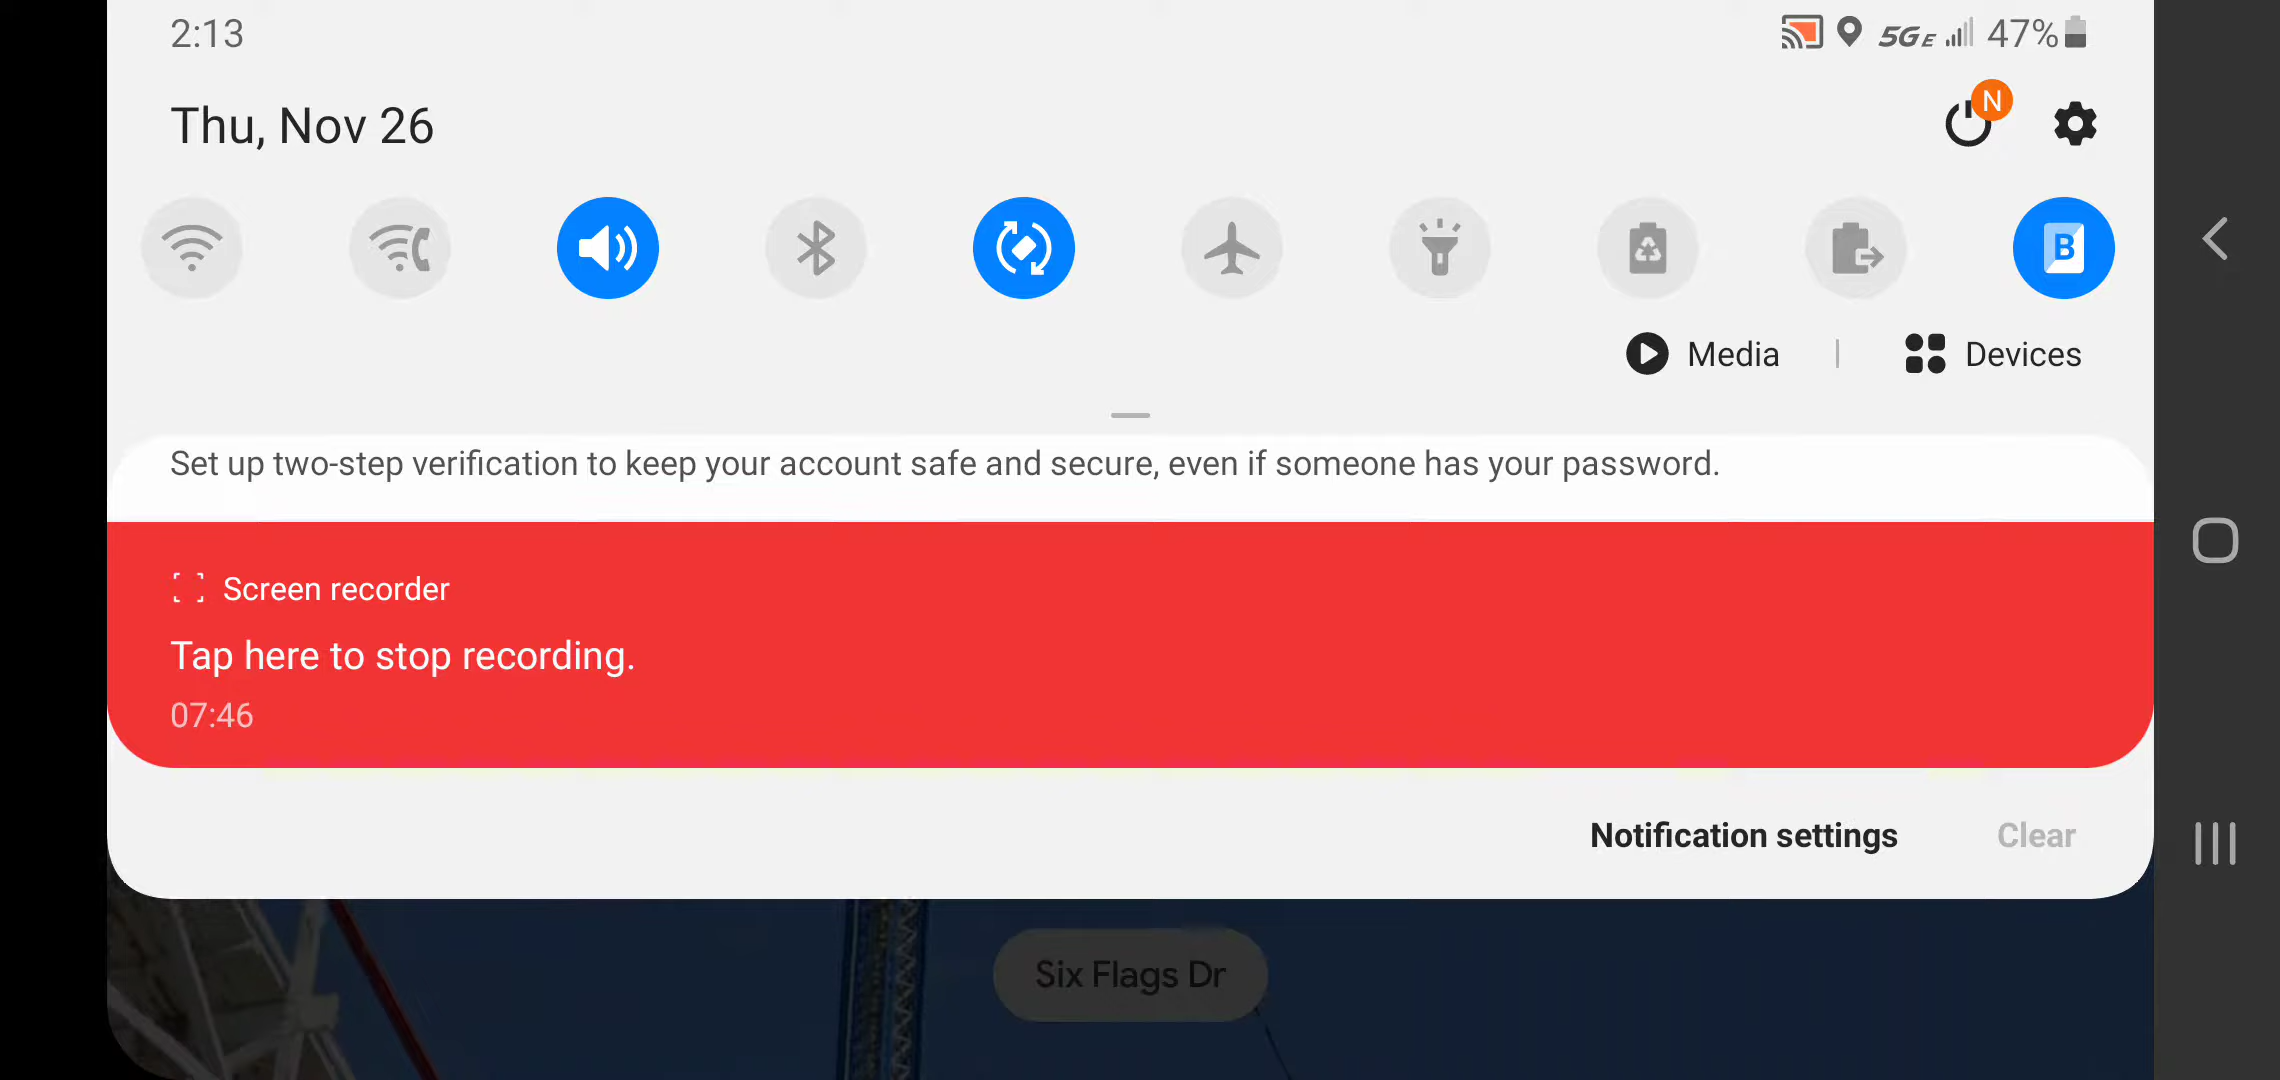 2:13
5GE
47%
Thu, Nov 26
N
B
Media
Devices
Set up two-step verification to keep your account safe and secure, even if someone has your password.
Screen recorder
Tap here to stop recording.
07:46
Notification settings
Clear
Six Flags Dr